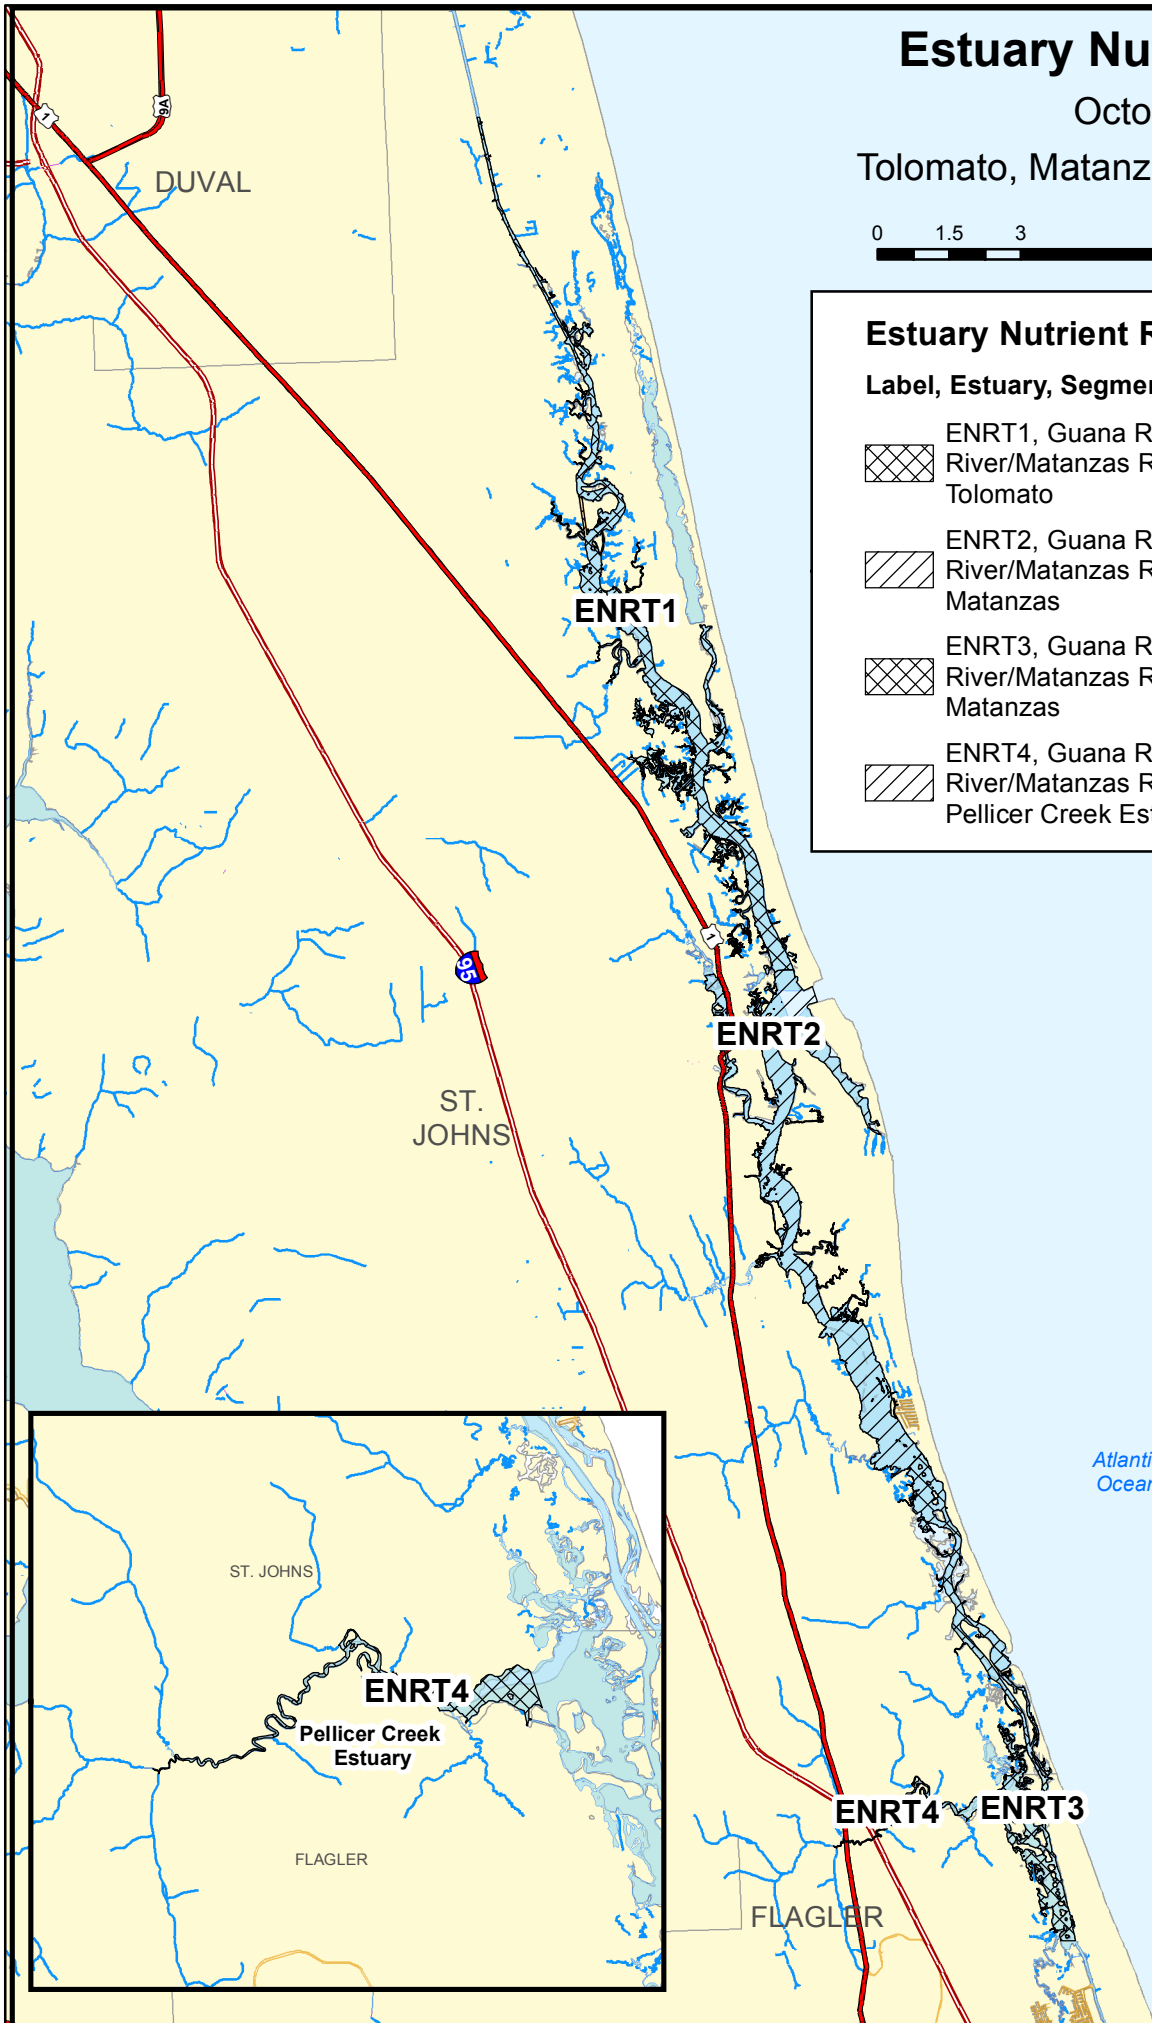 Estuary Nu
Octo
Tolomato, Matanz
0 1.5 3
Estuary Nutrient R
Label, Estuary, Segmen
ENRT1, Guana R
River/Matanzas R
Tolomato
ENRT2, Guana R
River/Matanzas R
Matanzas
ENRT3, Guana R
River/Matanzas R
Matanzas
ENRT4, Guana R
River/Matanzas R
Pellicer Creek Est
1
9A
DUVAL
ENRT1
1
95
ENRT2
ST.
JOHNS
Atlanti
Ocean
ST. JOHNS
ENRT4
Pellicer Creek
Estuary
FLAGLER
ENRT4
ENRT3
FLAGLER